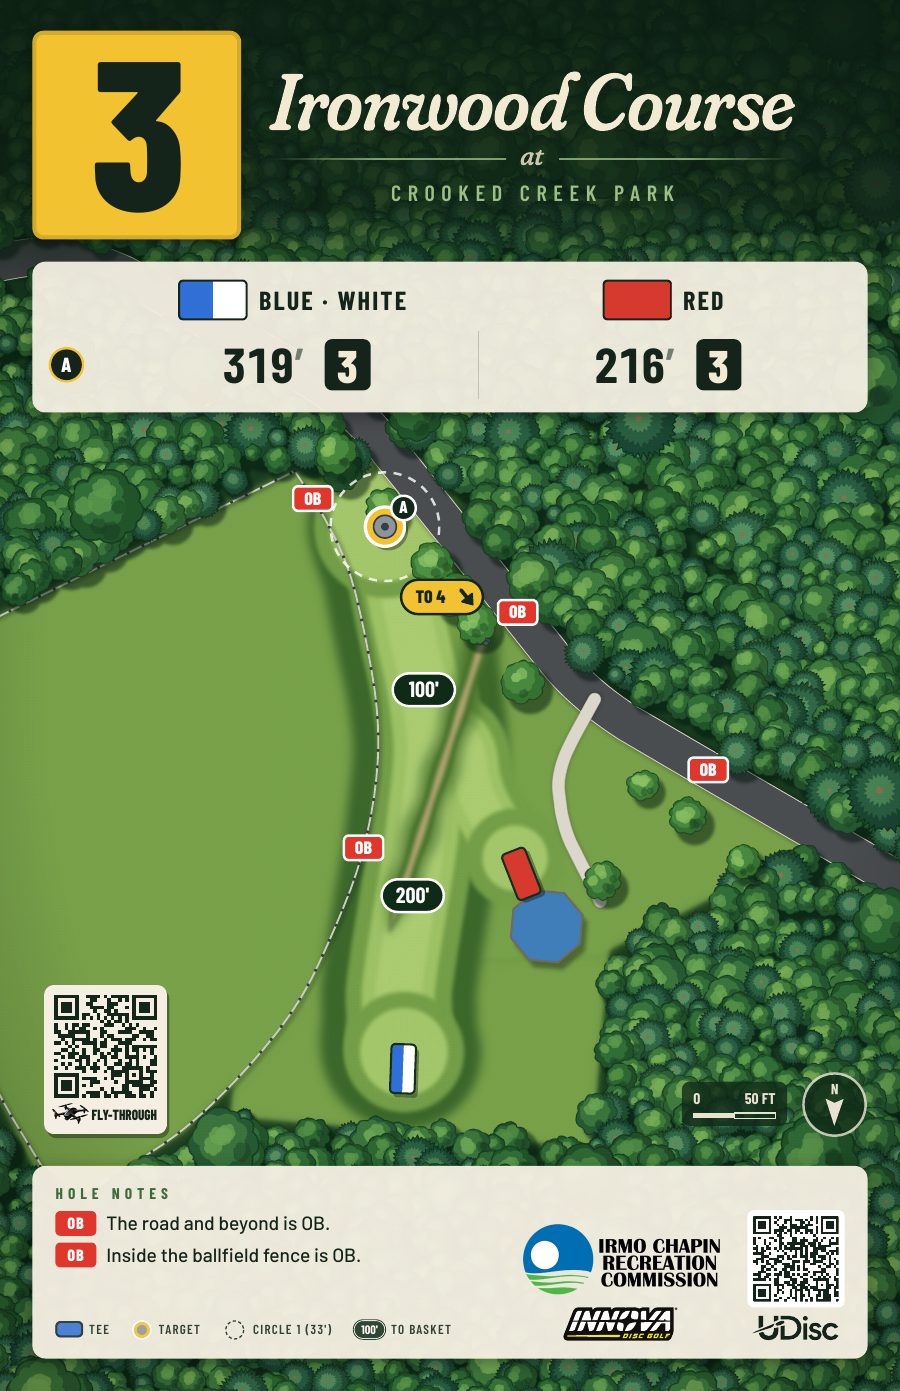 3
Ironwood Course
at
CROOKED CREEK PARK
BLUE · WHITE
RED
A
319′ 3
216′ 3
OB
A
TO 4
OB
100'
OB
OB
200'
FLY-THROUGH
0 50 FT
N
HOLE NOTES
OB The road and beyond is OB.
OB Inside the ballfield fence is OB.
TEE
TARGET
CIRCLE 1 (33')
100' TO BASKET
IRMO CHAPIN
RECREATION
COMMISSION
INNOVA
DISC GOLF
UDisc